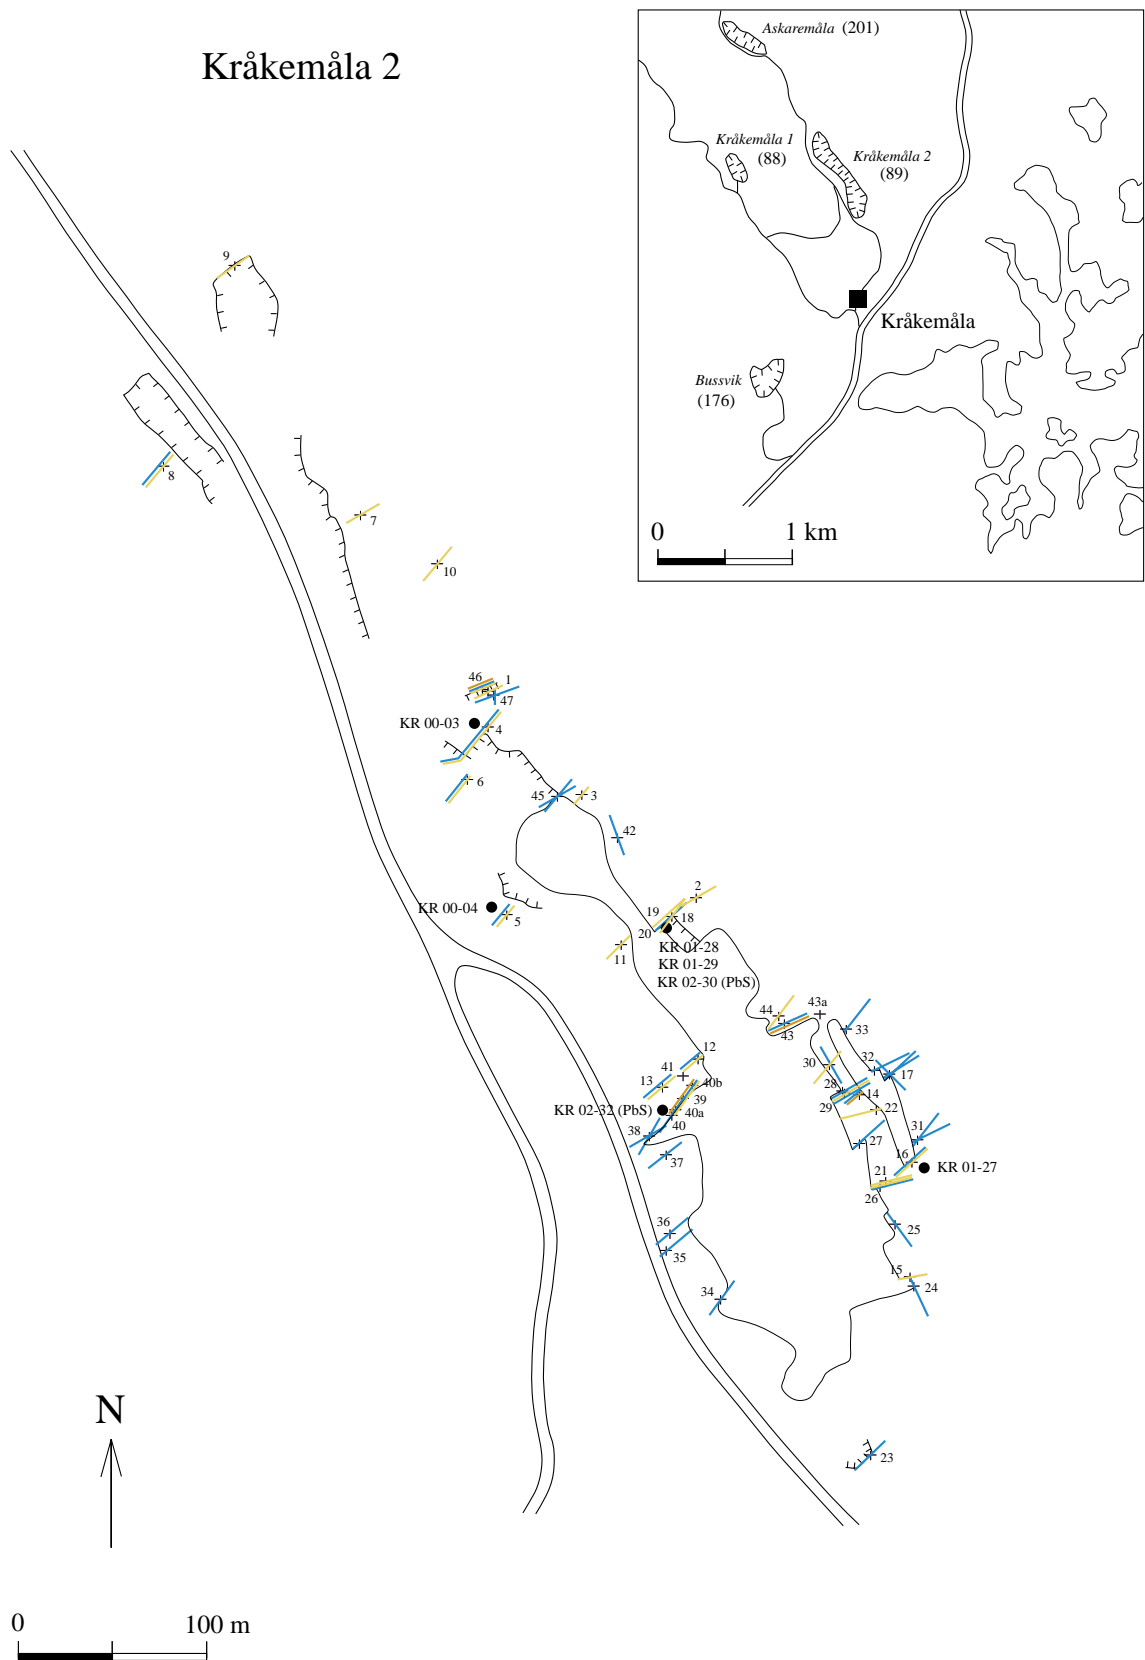 Kråkemåla 2
Askaremåla (201)
Kråkemåla 1
(88)
Kråkemåla 2
(89)
Kråkemåla
Bussvik
(176)
0 1 km
9
8
7
10
46 1
47
KR 00-03 4
6
45 3
42
2
19
18
KR 00-04
5
20
11
KR 01-28
KR 01-29
KR 02-30 (PbS)
44 43a
43
33
12
30
32
41
17
13 40b
28
14
39
29 22
KR 02-32 (PbS) 40a
40
38
27
31
37
16
KR 01-27
21
26
36
25
35
15
24
34
N
23
0 100 m